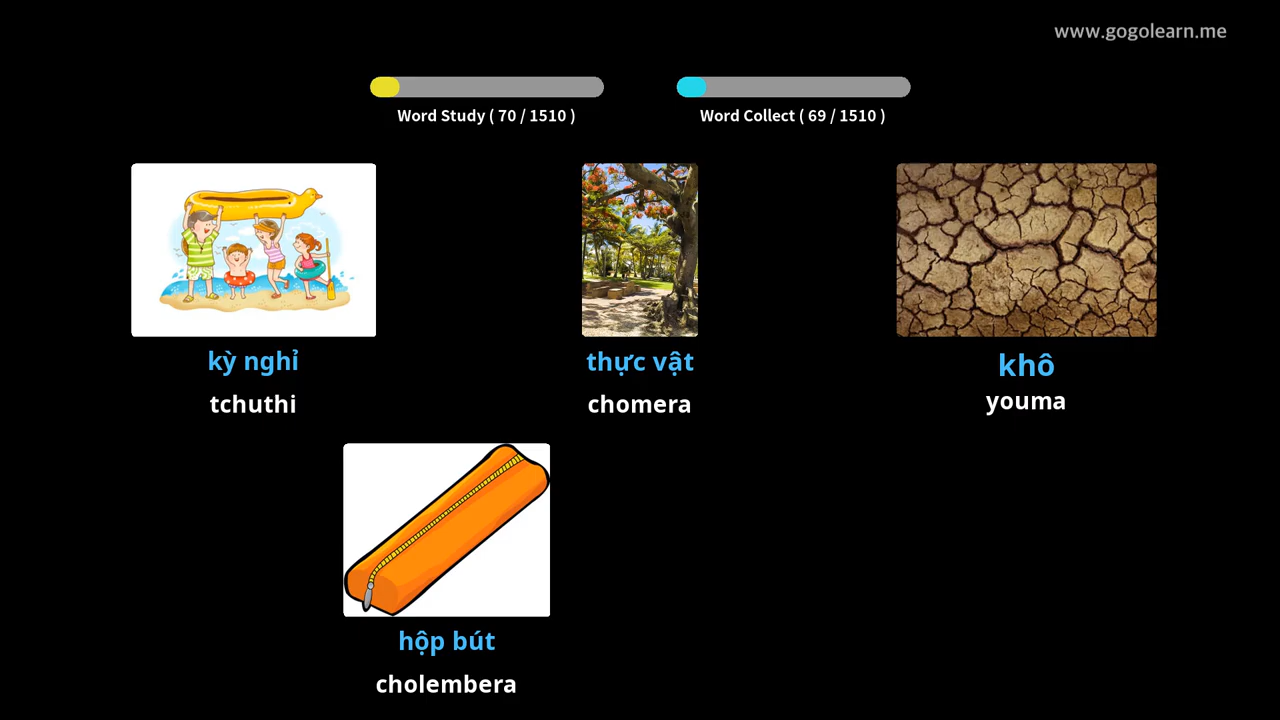 www.gogolearn.me
Word Study ( 70 / 1510 )
Word Collect ( 69 / 1510 )
kỳ nghỉ
tchuthi
thực vật
chomera
khô
youma
hộp bút
cholembera